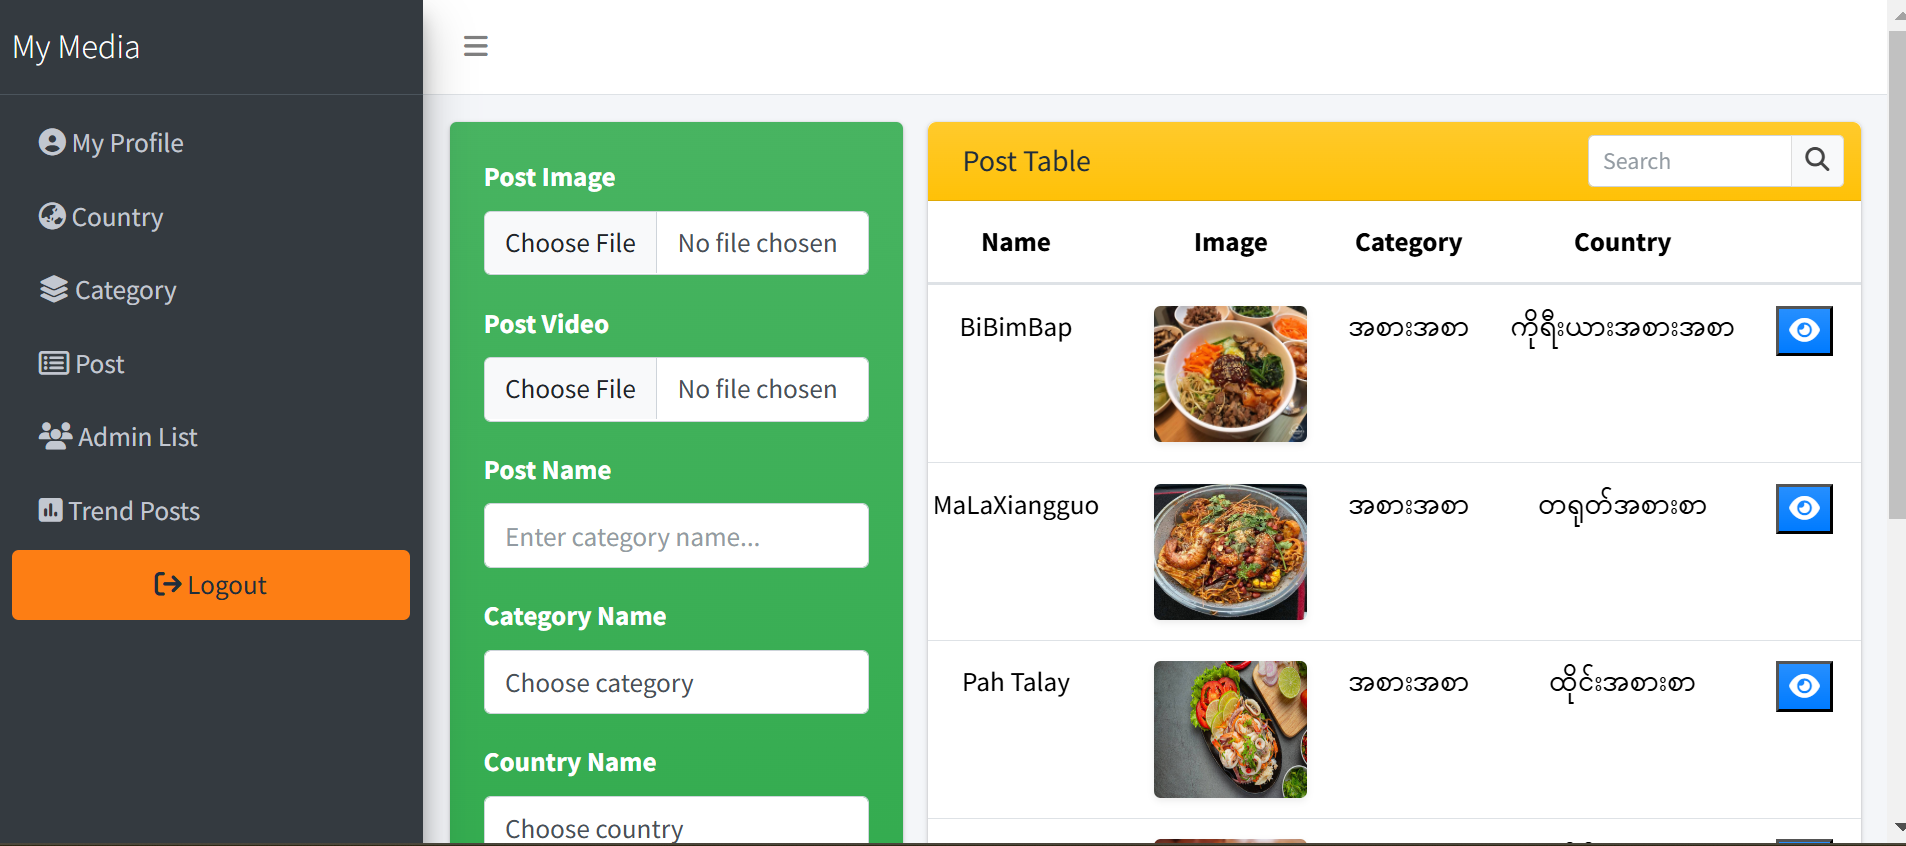 My Media
My Profile
Country
Category
Post
Admin List
Trend Posts
Logout
Post Image
Choose File No file chosen
Post Video
Choose File No file chosen
Post Name
Enter category name...
Category Name
Choose category
Country Name
Choose country
Post Table
Search
Name Image Category Country
BiBimBap အစားအစာ ကိုရီးယားအစားအစာ
MaLaXiangguo အစားအစာ တရုတ်အစားစာ
Pah Talay အစားအစာ ထိုင်းအစားစာ